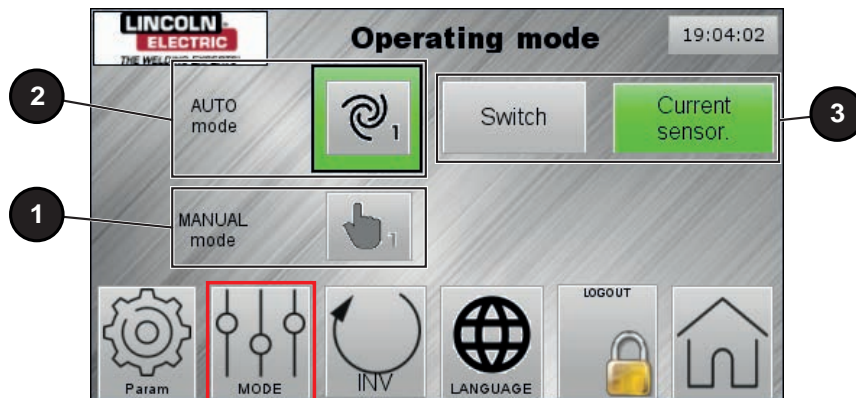 LINCOLN
ELECTRIC
THE WELDING EXPERTS
Operating mode
19:04:02
2
AUTO
mode
1
Switch
Current
sensor.
3
1
MANUAL
mode
1
Param
MODE
INV
LANGUAGE
LOGOUT